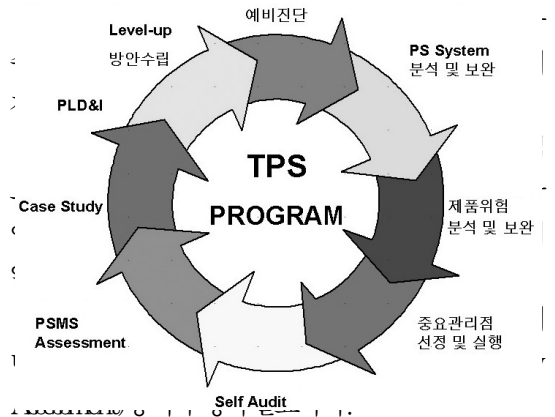 예비진단
Level-up
방안수립
PS System
분석 및 보완
PLD&I
TPS
PROGRAM
Case Study
제품위험
분석 및 보완
PSMS
Assessment
중요관리점
선정 및 실행
Self Audit